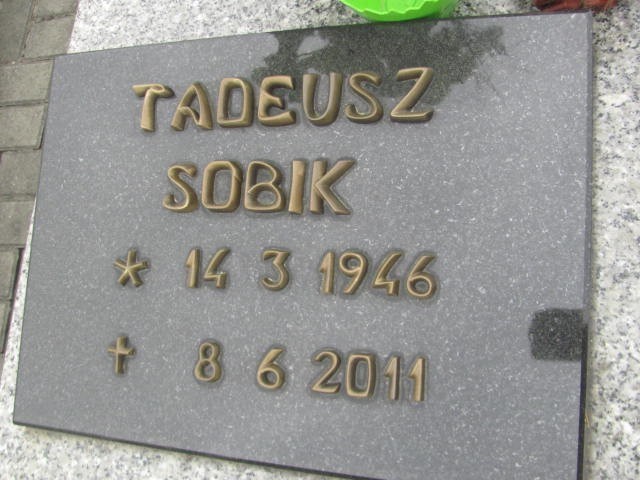 TADEUSZ
SOBIK
* 14 3 1946
† 8 6 2011